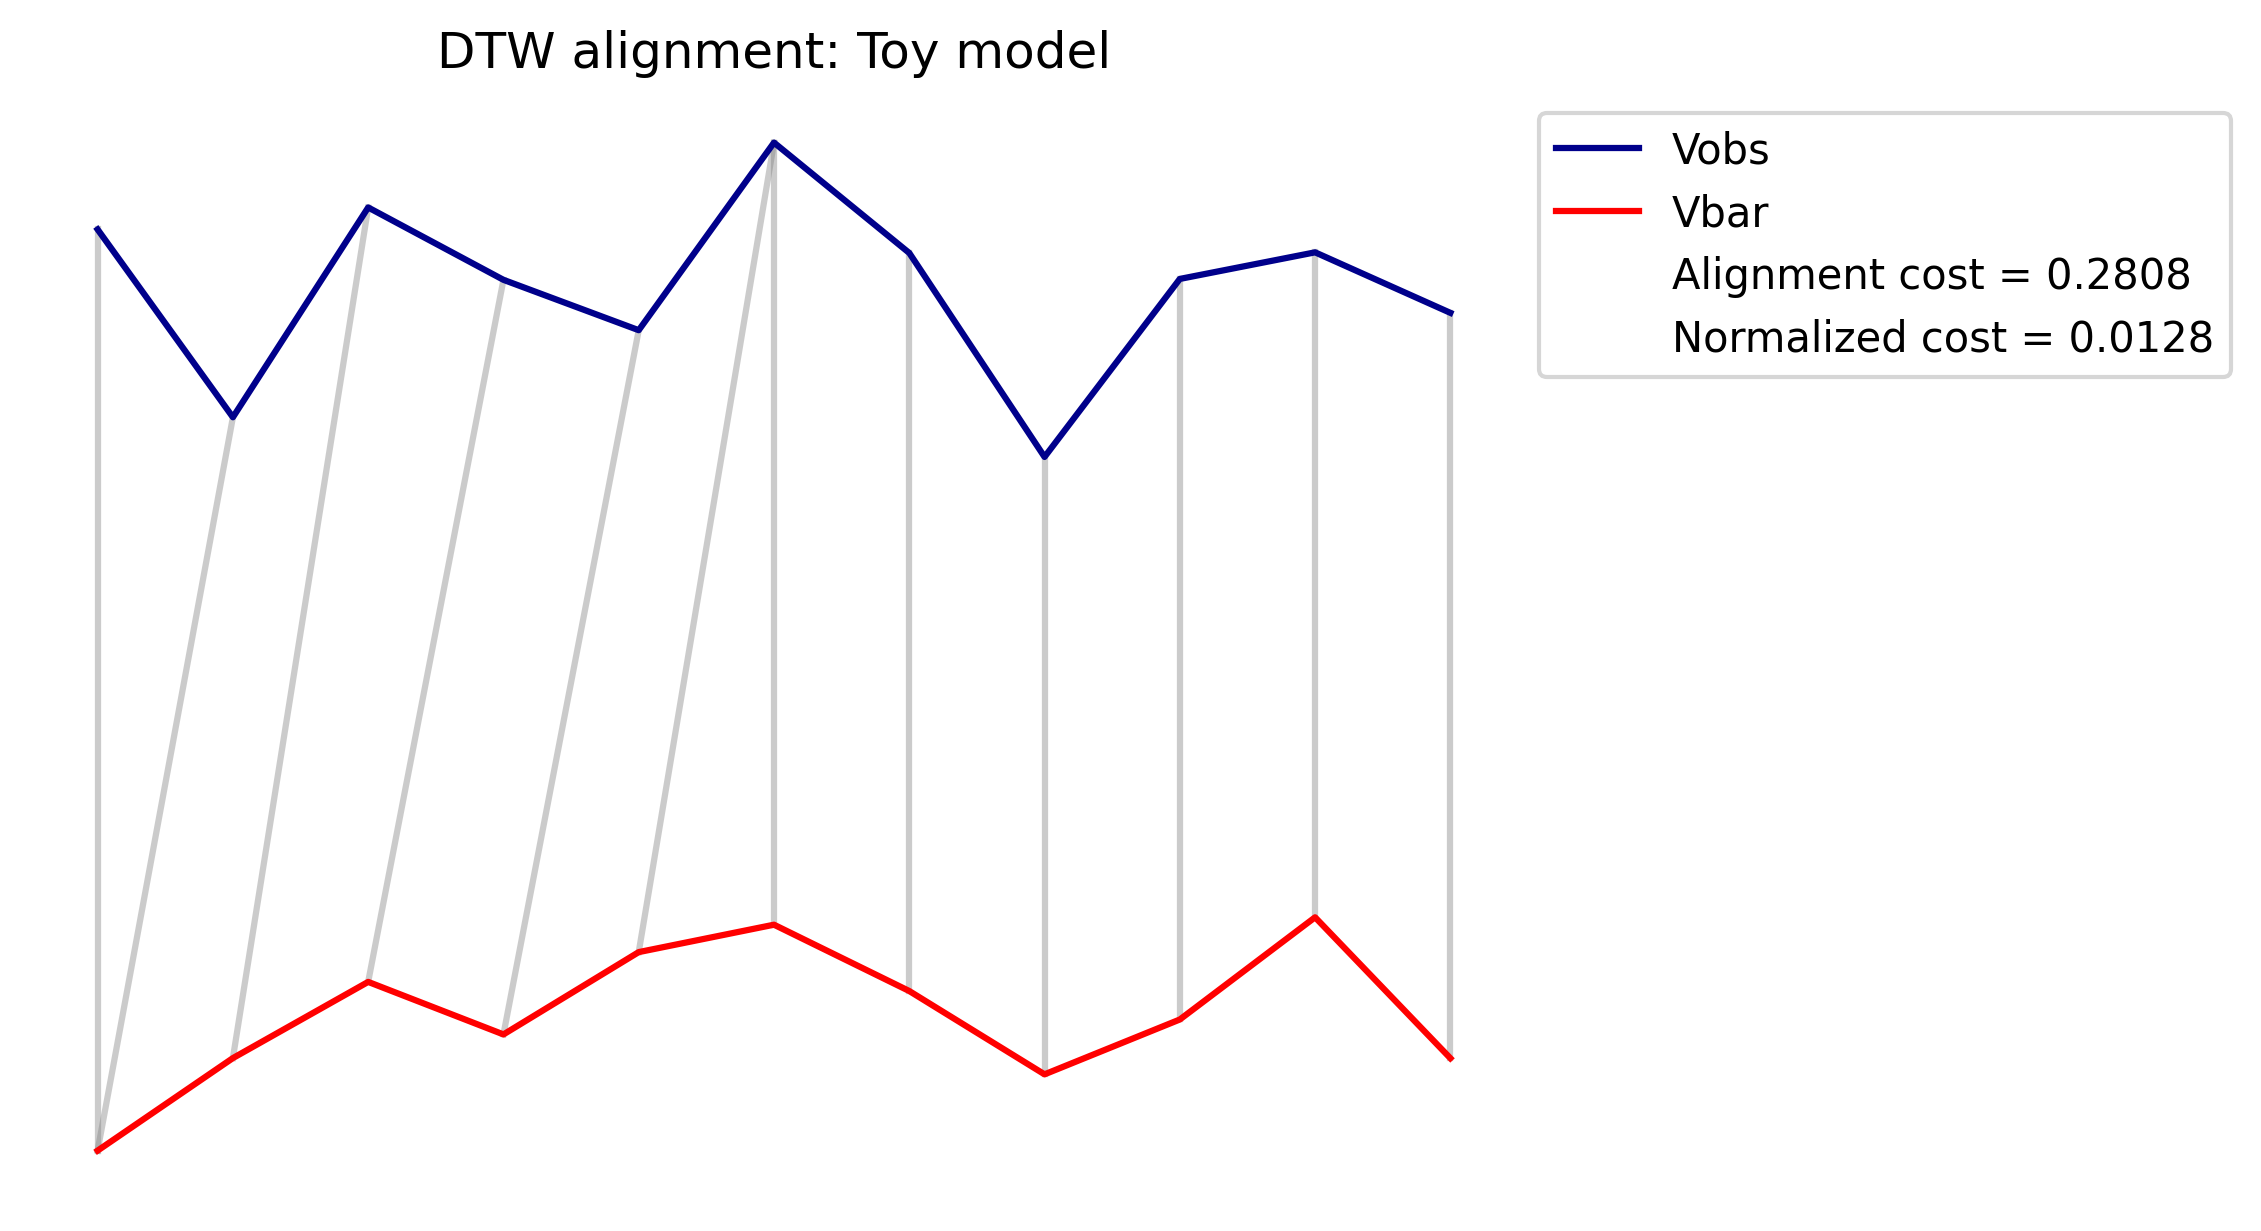 DTW alignment: Toy model
Vobs
Vbar
Alignment cost = 0.2808
Normalized cost = 0.0128